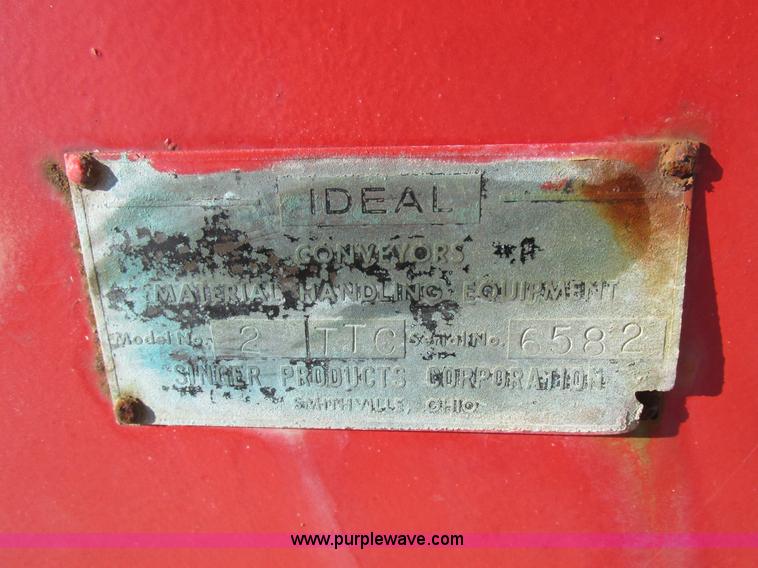 IDEAL
CONVEYORS
MATERIAL HANDLING EQUIPMENT
Model No. 2 TTC Serial No. 6582
SINGER PRODUCTS CORPORATION
SMITHVILLE, OHIO
www.purplewave.com